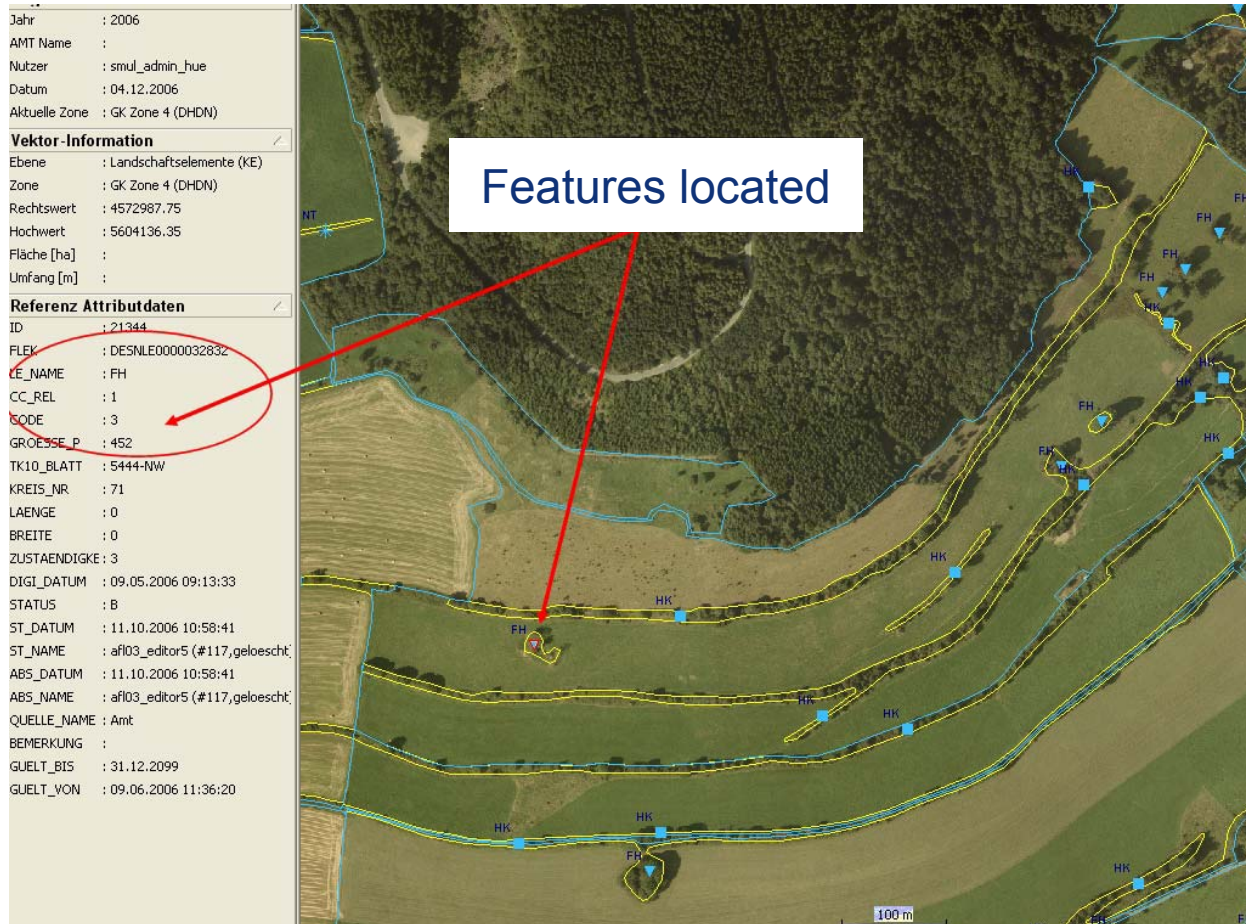 Jahr : 2006
AMT Name :
Nutzer : smul_admin_hue
Datum : 04.12.2006
Aktuelle Zone : GK Zone 4 (DHDN)
Vektor-Information
Ebene : Landschaftselemente (KE)
Zone : GK Zone 4 (DHDN)
Rechtswert : 4572987.75
Hochwert : 5604136.35
Fläche [ha] :
Umfang [m] :
Referenz Attributdaten
ID : 21344
FLEK : DESNLE0000032832
LE_NAME : FH
CC_REL : 1
CODE : 3
GROESSE_P : 452
TK10_BLATT : 5444-NW
KREIS_NR : 71
LAENGE : 0
BREITE : 0
ZUSTAENDIGKE : 3
DIGI_DATUM : 09.05.2006 09:13:33
STATUS : B
ST_DATUM : 11.10.2006 10:58:41
ST_NAME : afl03_editor5 (#117,geloescht
ABS_DATUM : 11.10.2006 10:58:41
ABS_NAME : afl03_editor5 (#117,geloescht
QUELLE_NAME : Amt
BEMERKUNG :
GUELT_BIS : 31.12.2099
GUELT_VON : 09.06.2006 11:36:20
Features located
HK
FH
NT
FH
FH
FH
HK
HK
HK
FH
HK
FH
HK
HK
HK
FH
HK
HK
HK
HK
FH
HK
100 m
FH